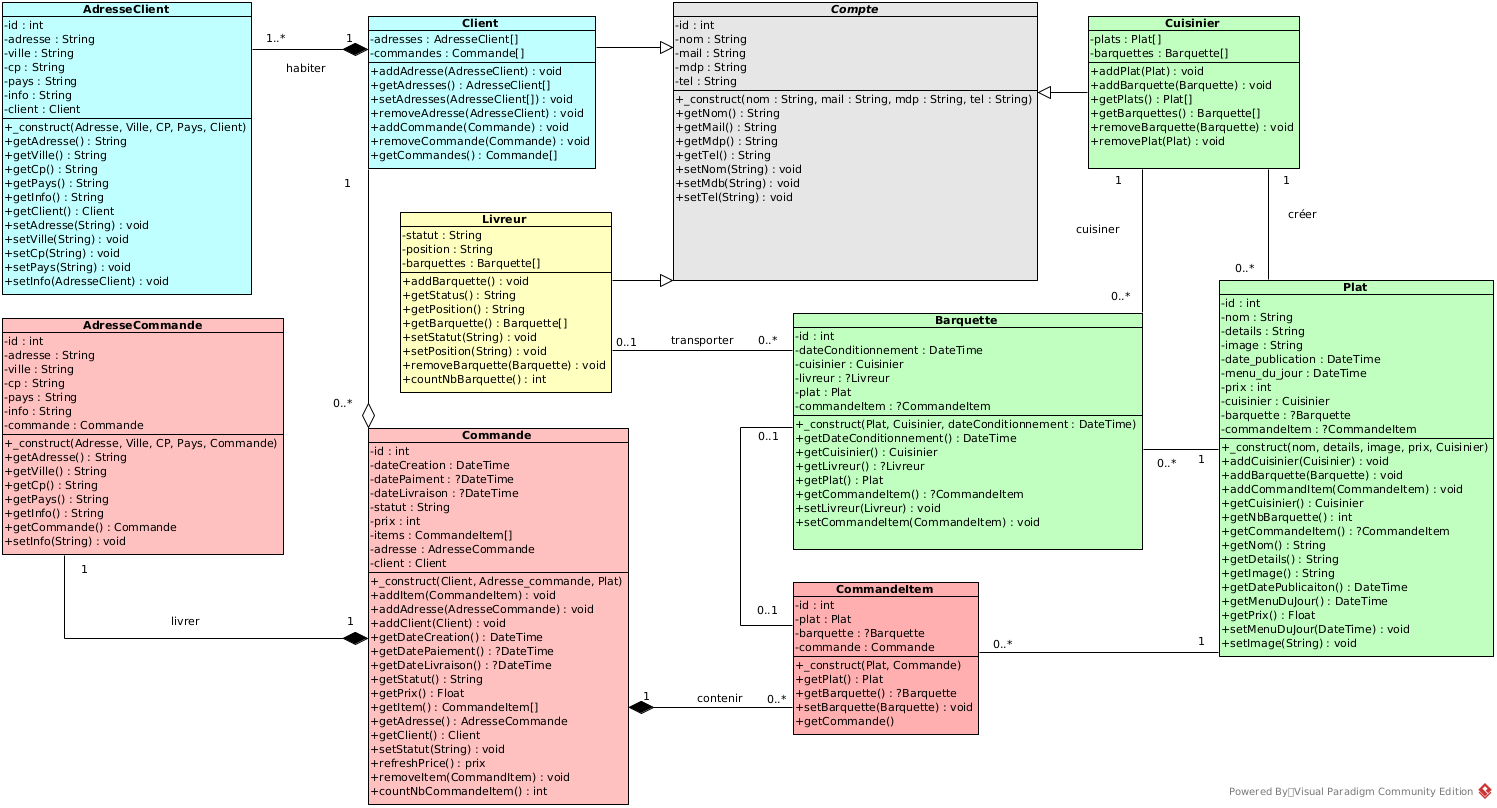 AdresseClient
-id : int
-adresse : String
-ville : String
-cp : String
-pays : String
-info : String
-client : Client
+_construct(Adresse, Ville, CP, Pays, Client)
+getAdresse() : String
+getVille() : String
+getCp() : String
+getPays() : String
+getInfo() : String
+getClient() : Client
+setAdresse(String) : void
+setVille(String) : void
+setCp(String) : void
+setPays(String) : void
+setInfo(AdresseClient) : void
1..*
1
habiter
Client
-adresses : AdresseClient[]
-commandes : Commande[]
+addAdresse(AdresseClient) : void
+getAdresses() : AdresseClient[]
+setAdresses(AdresseClient[]) : void
+removeAdresse(AdresseClient) : void
+addCommande(Commande) : void
+removeCommande(Commande) : void
+getCommandes() : Commande[]
1
0..*
Compte
-id : int
-nom : String
-mail : String
-mdp : String
-tel : String
+_construct(nom : String, mail : String, mdp : String, tel : String)
+getNom() : String
+getMail() : String
+getMdp() : String
+getTel() : String
+setNom(String) : void
+setMdb(String) : void
+setTel(String) : void
Cuisinier
-plats : Plat[]
-barquettes : Barquette[]
+addPlat(Plat) : void
+addBarquette(Barquette) : void
+getPlats() : Plat[]
+getBarquettes() : Barquette[]
+removeBarquette(Barquette) : void
+removePlat(Plat) : void
1
cuisiner
0..*
1
créer
0..*
Livreur
-statut : String
-position : String
-barquettes : Barquette[]
+addBarquette() : void
+getStatus() : String
+getPosition() : String
+getBarquette() : Barquette[]
+setStatut(String) : void
+setPosition(String) : void
+removeBarquette(Barquette) : void
+countNbBarquette() : int
0..1
transporter
0..*
Barquette
-id : int
-dateConditionnement : DateTime
-cuisinier : Cuisinier
-livreur : ?Livreur
-plat : Plat
-commandeItem : ?CommandeItem
+_construct(Plat, Cuisinier, dateConditionnement : DateTime)
+getDateConditionnement() : DateTime
+getCuisinier() : Cuisinier
+getLivreur() : ?Livreur
+getPlat() : Plat
+getCommandeItem() : ?CommandeItem
+setLivreur(Livreur) : void
+setCommandeItem(CommandeItem) : void
0..1
0..1
0..*
1
Plat
-id : int
-nom : String
-details : String
-image : String
-date_publication : DateTime
-menu_du_jour : DateTime
-prix : int
-cuisinier : Cuisinier
-barquette : ?Barquette
-commandeItem : ?CommandeItem
+_construct(nom, details, image, prix, Cuisinier)
+addCuisinier(Cuisinier) : void
+addBarquette(Barquette) : void
+addCommandItem(CommandeItem) : void
+getCuisinier() : Cuisinier
+getNbBarquette() : int
+getCommandeItem() : ?CommandeItem
+getNom() : String
+getDetails() : String
+getImage() : String
+getDatePublicaiton() : DateTime
+getMenuDuJour() : DateTime
+getPrix() : Float
+setMenuDuJour(DateTime) : void
+setImage(String) : void
AdresseCommande
-id : int
-adresse : String
-ville : String
-cp : String
-pays : String
-info : String
-commande : Commande
+_construct(Adresse, Ville, CP, Pays, Commande)
+getAdresse() : String
+getVille() : String
+getCp() : String
+getPays() : String
+getInfo() : String
+getCommande() : Commande
+setInfo(String) : void
1
livrer
1
Commande
-id : int
-dateCreation : DateTime
-datePaiment : ?DateTime
-dateLivraison : ?DateTime
-statut : String
-prix : int
-items : CommandeItem[]
-adresse : AdresseCommande
-client : Client
+_construct(Client, Adresse_commande, Plat)
+addItem(CommandeItem) : void
+addAdresse(AdresseCommande) : void
+addClient(Client) : void
+getDateCreation() : DateTime
+getDatePaiement() : ?DateTime
+getDateLivraison() : ?DateTime
+getStatut() : String
+getPrix() : Float
+getItem() : CommandeItem[]
+getAdresse() : AdresseCommande
+getClient() : Client
+setStatut(String) : void
+refreshPrice() : prix
+removeItem(CommandItem) : void
+countNbCommandeItem() : int
1
contenir
0..*
CommandeItem
-id : int
-plat : Plat
-barquette : ?Barquette
-commande : Commande
+_construct(Plat, Commande)
+getPlat() : Plat
+getBarquette() : ?Barquette
+setBarquette(Barquette) : void
+getCommande()
0..*
1
Powered By Visual Paradigm Community Edition